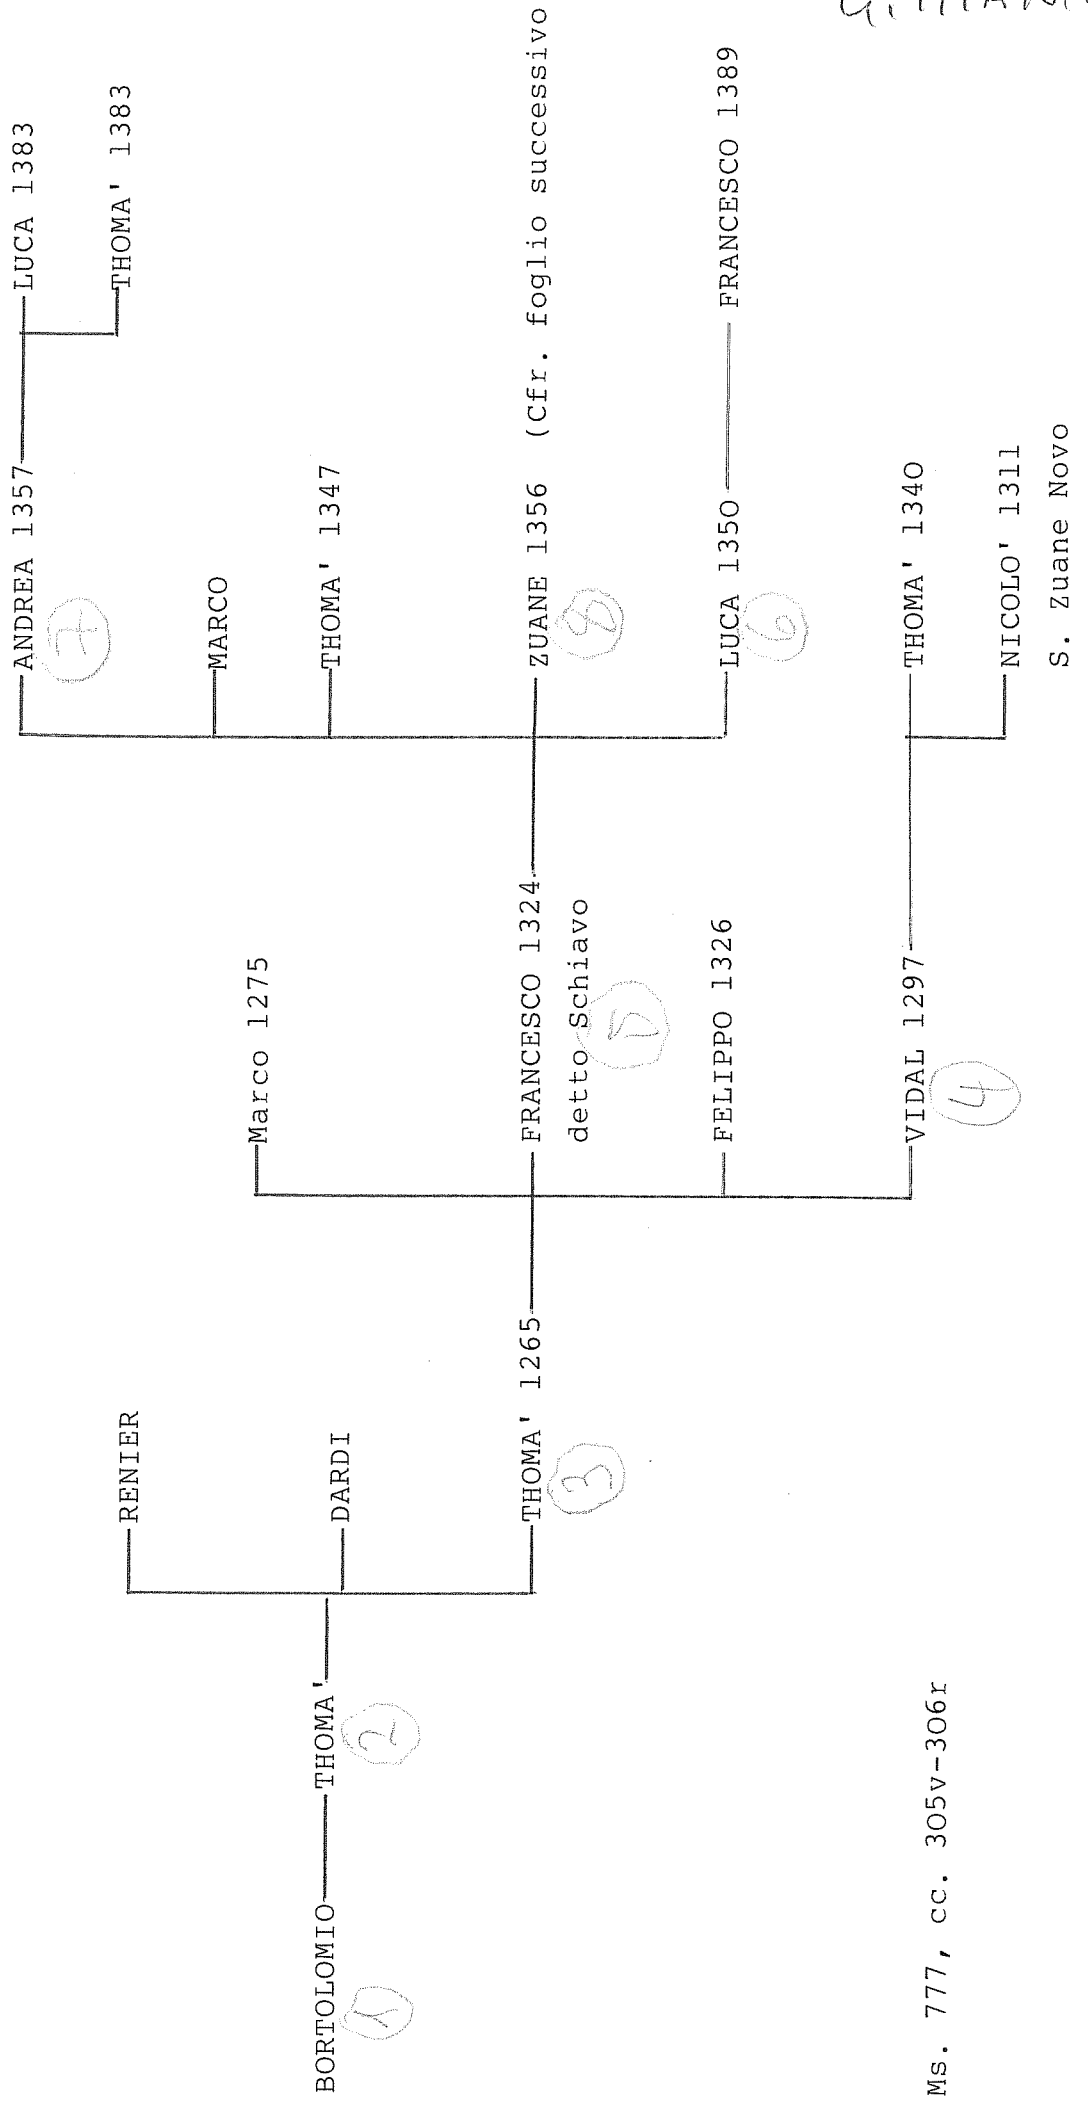 BORTOLOMIO
1
THOMA'
2
RENIER
DARDI
THOMA' 1265
3
Marco 1275
FRANCESCO 1324
detto Schiavo
5
FELIPPO 1326
VIDAL 1297
4
ANDREA 1357
7
MARCO
THOMA' 1347
ZUANE 1356 (Cfr. foglio successivo
8
LUCA 1350
6
THOMA' 1340
NICOLO' 1311
S. Zuane Novo
LUCA 1383
THOMA' 1383
FRANCESCO 1389
Ms. 777, cc. 305v-306r